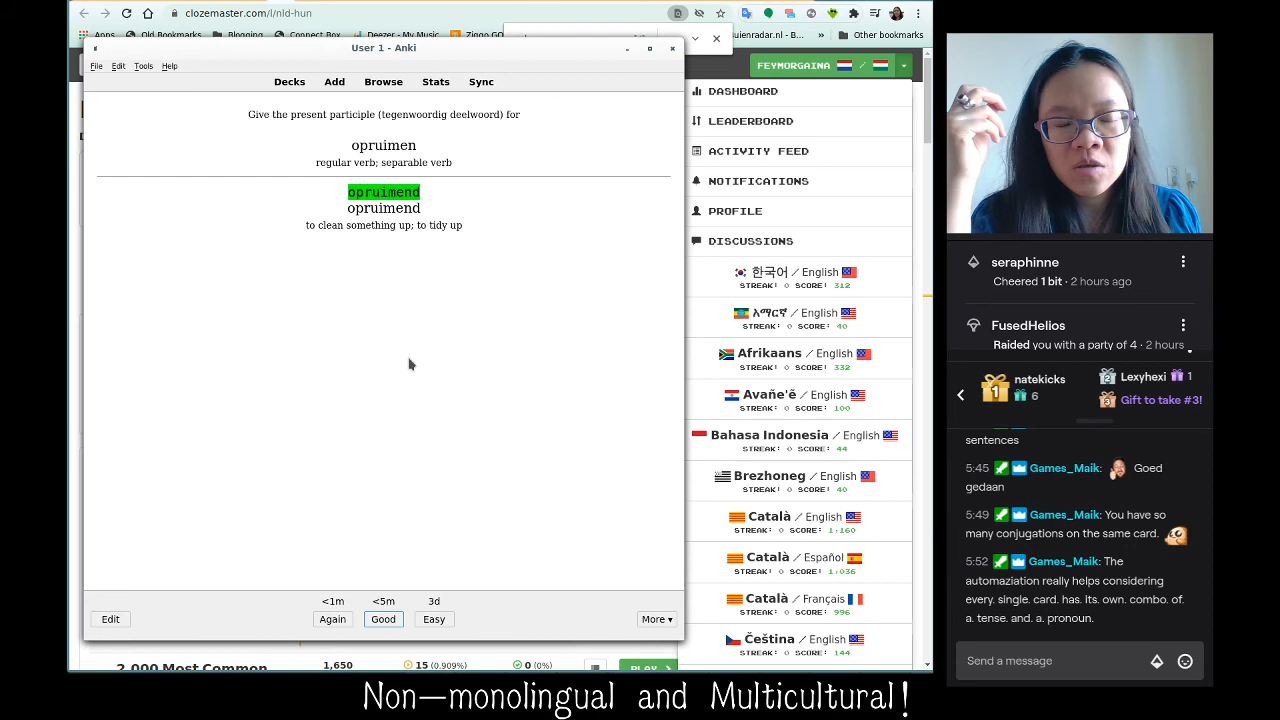 clozemaster.com/l/nld-hun
Apps
Old Bookmarks
Blogging
Connect Box
Deezer - My Music
Ziggo
uienradar.nl -
»
Other bookmarks
User 1 - Anki
File Edit Tools Help
Decks Add Browse Stats Sync
Give the present participle (tegenwoordig deelwoord) for
opruimen
regular verb; separable verb
opruimend
opruimend
to clean something up; to tidy up
<1m <5m 3d
Edit Again Good Easy More ▾
2,000 Most Common 1,650 15 (0.909%) 0 (0%) PLAY
FEYMORGAINA /
DASHBOARD
LEADERBOARD
ACTIVITY FEED
NOTIFICATIONS
PROFILE
DISCUSSIONS
한국어 / English
STREAK: 0 SCORE: 312
አማርኛ / English
STREAK: 0 SCORE: 40
Afrikaans / English
STREAK: 0 SCORE: 332
Avañe'ẽ / English
STREAK: 0 SCORE: 100
Bahasa Indonesia / English
STREAK: 0 SCORE: 44
Brezhoneg / English
STREAK: 0 SCORE: 40
Català / English
STREAK: 0 SCORE: 1,160
Català / Español
STREAK: 0 SCORE: 1,036
Català / Français
STREAK: 0 SCORE: 996
Čeština / English
STREAK: 0 SCORE: 144
seraphinne
Cheered 1 bit · 2 hours ago
FusedHelios
Raided you with a party of 4 · 2 hours
natekicks
6
Lexyhexi 1
Gift to take #3!
sentences
5:45 Games_Maik: Goed
gedaan
5:49 Games_Maik: You have so
many conjugations on the same card.
5:52 Games_Maik: The
automaziation really helps considering
every. single. card. has. its. own. combo. of.
a. tense. and. a. pronoun.
Send a message
Non-monolingual and Multicultural!